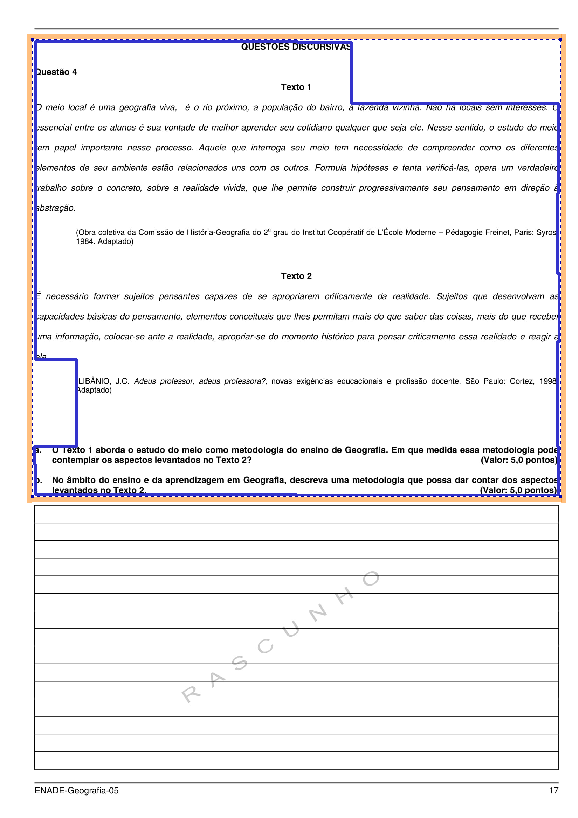 QUESTÕES DISCURSIVAS
Questão 4
Texto 1
O meio local é uma geografia viva, é o rio próximo, a população do bairro, a fazenda vizinha. Não há locais sem interesses. O
essencial entre os alunos é sua vontade de melhor aprender seu cotidiano qualquer que seja ele. Nesse sentido, o estudo do meio
tem papel importante nesse processo. Aquele que interroga seu meio tem necessidade de compreender como os diferentes
elementos de seu ambiente estão relacionados uns com os outros. Formula hipóteses e tenta verificá-las, opera um verdadeiro
trabalho sobre o concreto, sobre a realidade vivida, que lhe permite construir progressivamente seu pensamento em direção à
abstração.
(Obra coletiva da Comissão de História-Geografia do 2º grau do Institut Coopératif de L'École Moderne – Pédagogie Freinet, Paris: Syros,
1984. Adaptado)
Texto 2
É necessário formar sujeitos pensantes capazes de se apropriarem criticamente da realidade. Sujeitos que desenvolvam as
capacidades básicas do pensamento, elementos conceituais que lhes permitam mais do que saber das coisas, mais do que receber
uma informação, colocar-se ante a realidade, apropriar-se do momento histórico para pensar criticamente essa realidade e reagir a
ela.
LIBÂNIO, J.C. Adeus professor, adeus professora?, novas exigências educacionais e profissão docente. São Paulo: Cortez, 1998.
Adaptado)
a. O Texto 1 aborda o estudo do meio como metodologia do ensino de Geografia. Em que medida essa metodologia pode
contemplar os aspectos levantados no Texto 2? (Valor: 5,0 pontos)
b. No âmbito do ensino e da aprendizagem em Geografia, descreva uma metodologia que possa dar contas dos aspectos
levantados no Texto 2. (Valor: 5,0 pontos)
RASCUNHO
ENADE-Geografia-05 17